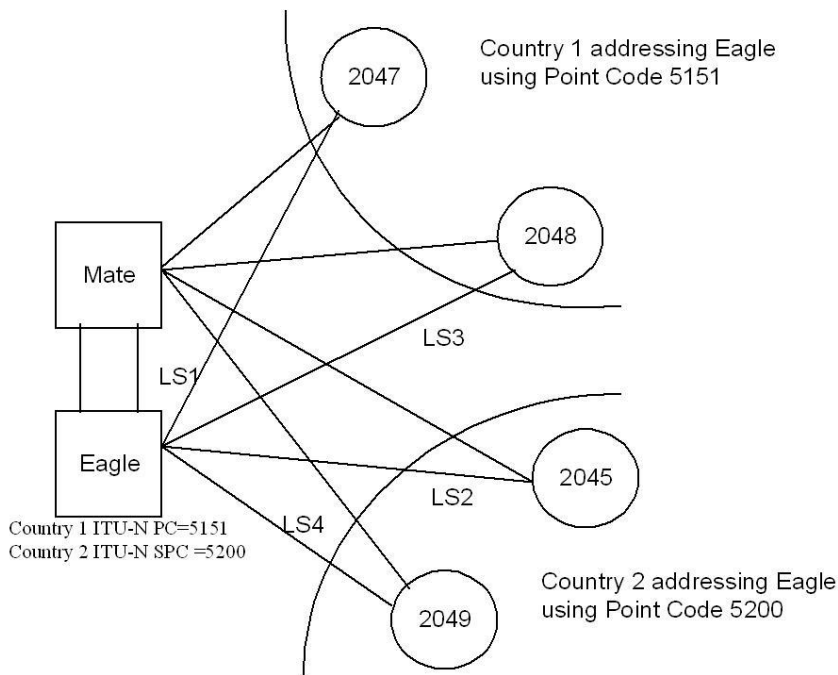 2047
Country 1 addressing Eagle
using Point Code 5151
2048
Mate
LS3
LS1
Eagle
LS2
2045
LS4
Country 1 ITU-N PC=5151
Country 2 ITU-N SPC =5200
Country 2 addressing Eagle
using Point Code 5200
2049